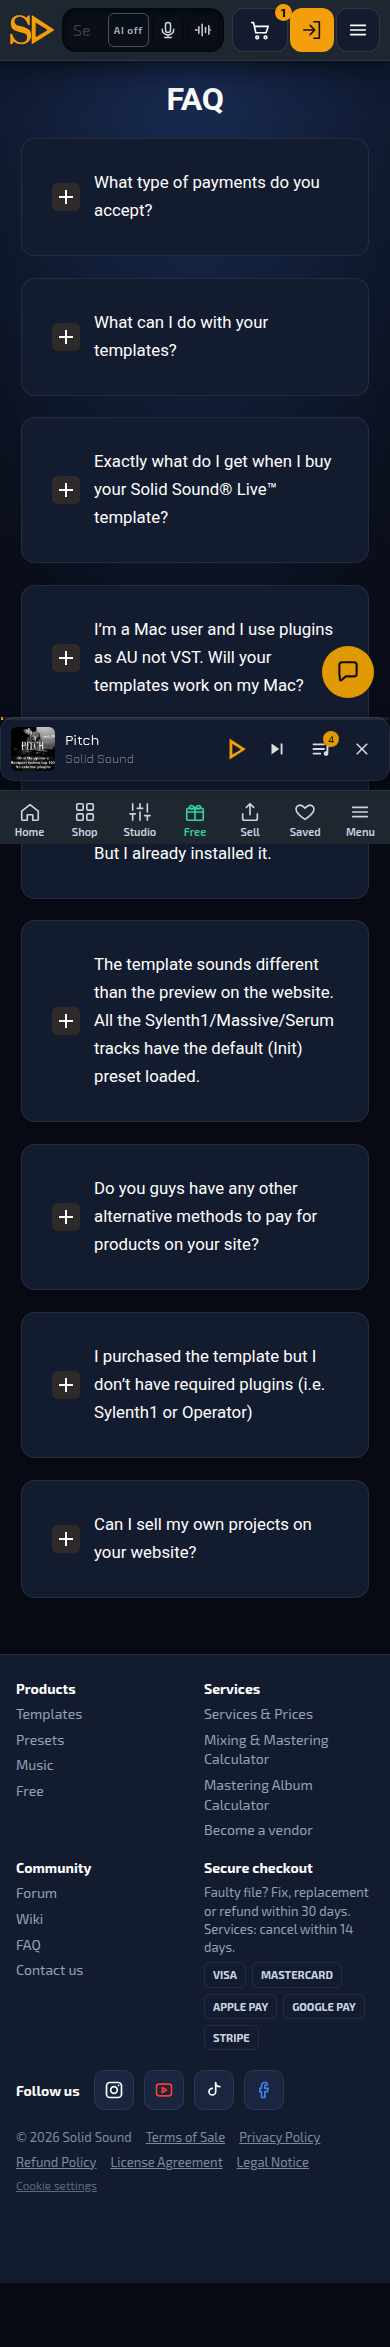 SD
Se
AI off
1
FAQ
What type of payments do you
accept?
What can I do with your
templates?
Exactly what do I get when I buy
your Solid Sound® Live™
template?
I’m a Mac user and I use plugins
as AU not VST. Will your
templates work on my Mac?
PITCH
Pitch
Solid Sound
4
Home
Shop
Studio
Free
Sell
Saved
Menu
But I already installed it.
The template sounds different
than the preview on the website.
All the Sylenth1/Massive/Serum
tracks have the default (Init)
preset loaded.
Do you guys have any other
alternative methods to pay for
products on your site?
I purchased the template but I
don’t have required plugins (i.e.
Sylenth1 or Operator)
Can I sell my own projects on
your website?
Products
Templates
Presets
Music
Free
Services
Services & Prices
Mixing & Mastering
Calculator
Mastering Album
Calculator
Become a vendor
Community
Forum
Wiki
FAQ
Contact us
Secure checkout
Faulty file? Fix, replacement
or refund within 30 days.
Services: cancel within 14
days.
VISA
MASTERCARD
APPLE PAY
GOOGLE PAY
STRIPE
Follow us
© 2026 Solid Sound Terms of Sale Privacy Policy
Refund Policy License Agreement Legal Notice
Cookie settings